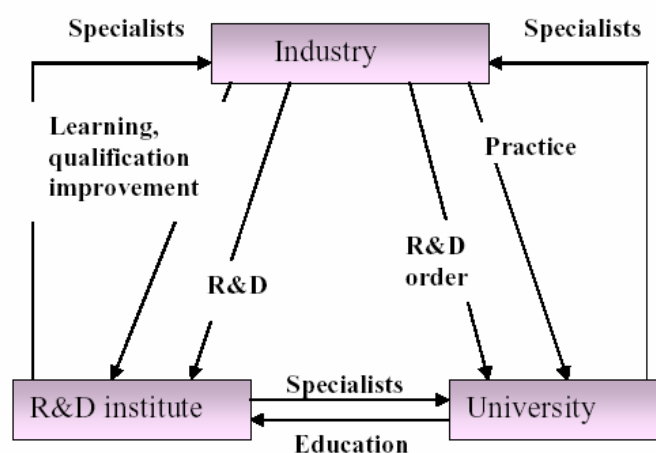 Specialists
Specialists
Industry
Learning,
qualification
improvement
Practice
R&D
R&D
order
R&D institute
Specialists
University
Education